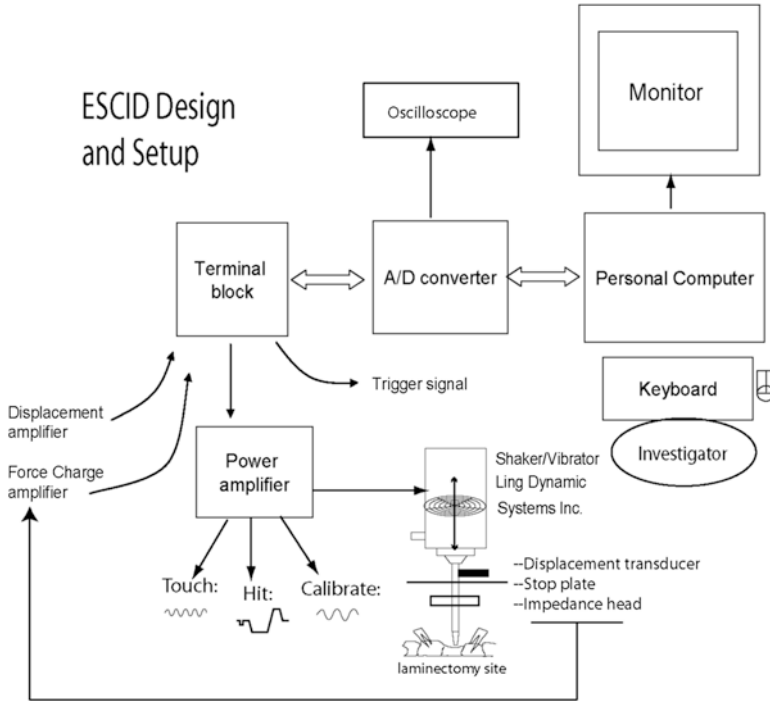 ESCID Design
and Setup
Oscilloscope
Monitor
Terminal
block
A/D converter
Personal Computer
Trigger signal
Keyboard
Investigator
Displacement
amplifier
Force Charge
amplifier
Power
amplifier
Shaker/Vibrator
Ling Dynamic
Systems Inc.
Touch:
Hit:
Calibrate:
--Displacement transducer
--Stop plate
--Impedance head
laminectomy site